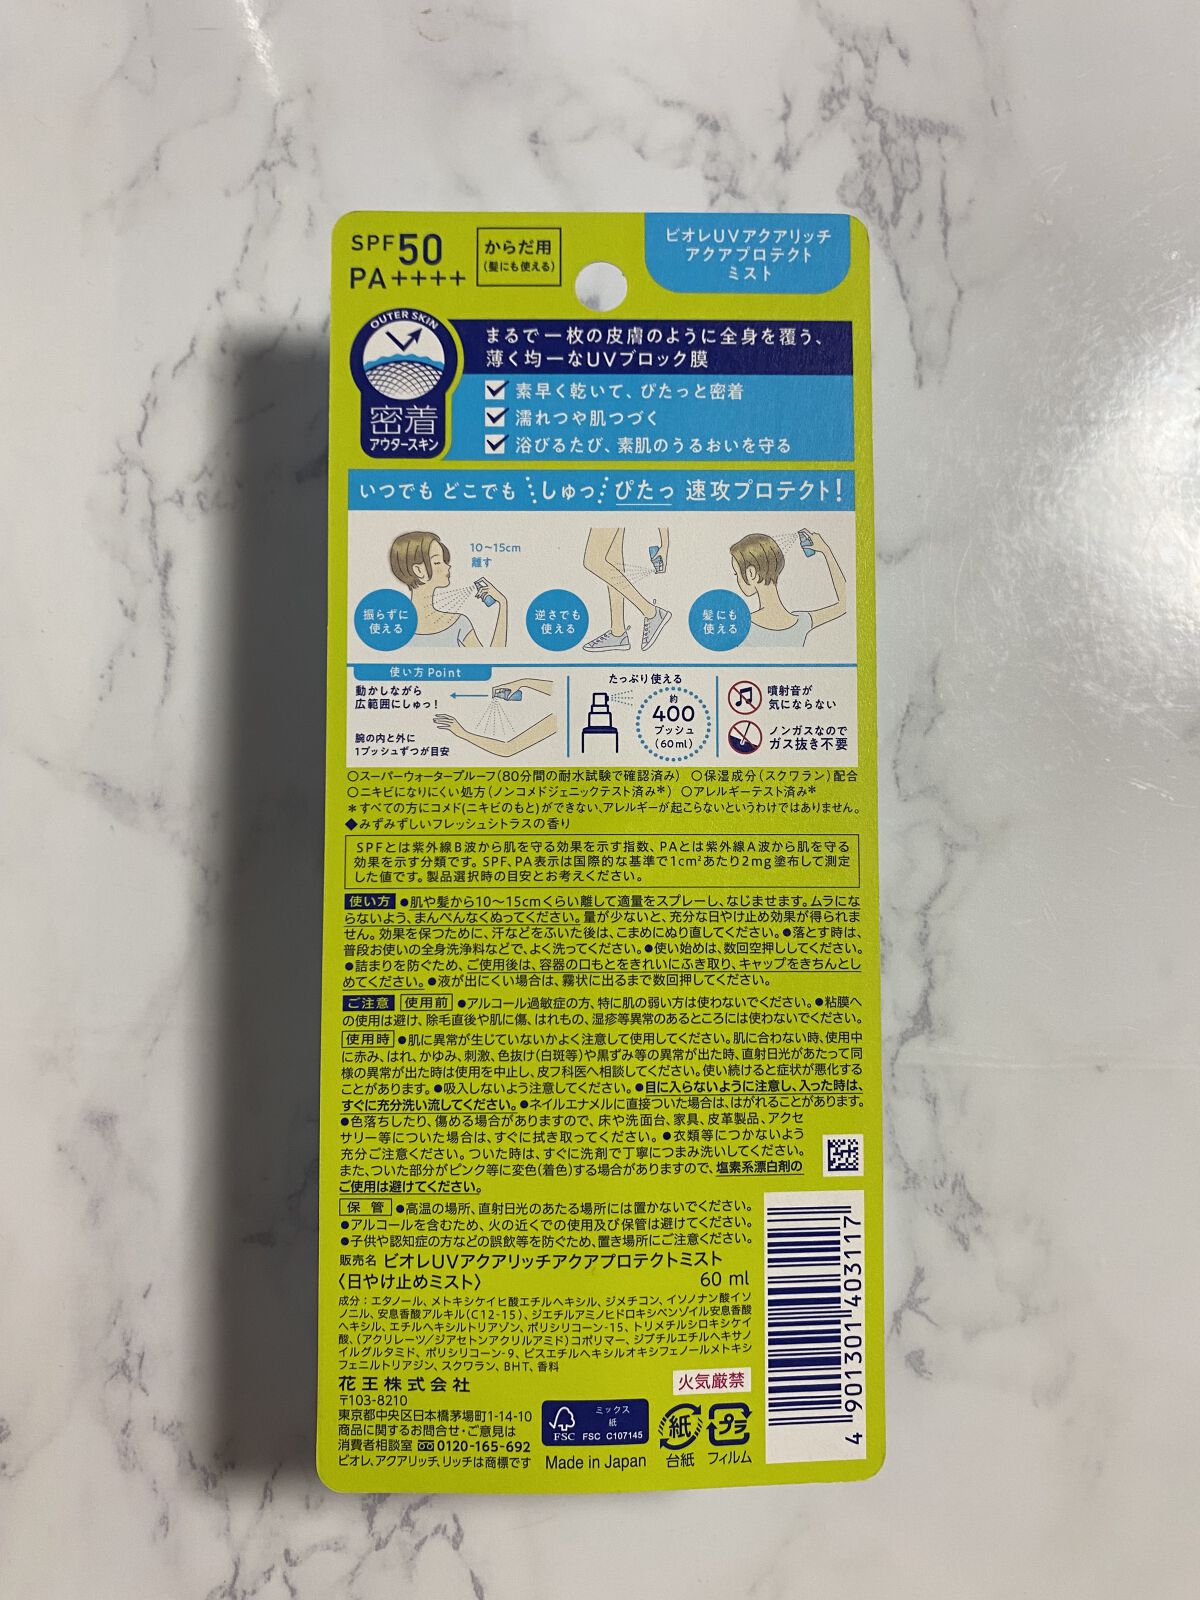 SPF50
PA++++
からだ用
(髪にも使える)
ビオレUVアクアリッチ
アクアプロテクト
ミスト
OUTER SKIN
密着
アウタースキン
まるで一枚の皮膚のように全身を覆う、
薄く均一なUVブロック膜
素早く乾いて、ぴたっと密着
濡れつや肌つづく
浴びるたび、素肌のうるおいを守る
いつでも どこでも しゅっ ぴたっ 速攻プロテクト!
10〜15cm
離す
振らずに
使える
逆さでも
使える
髪にも
使える
使い方Point
動かしながら
広範囲にしゅっ!
腕の内と外に
1プッシュずつが目安
たっぷり使える
約
400
プッシュ
(60ml)
噴射音が
気にならない
ノンガスなので
ガス抜き不要
○スーパーウォータープルーフ(80分間の耐水試験で確認済み) ○保湿成分(スクワラン)配合
○ニキビになりにくい処方(ノンコメドジェニックテスト済み*) ○アレルギーテスト済み*
*すべての方にコメド(ニキビのもと)ができない、アレルギーが起こらないというわけではありません。
◆みずみずしいフレッシュシトラスの香り
SPFとは紫外線B波から肌を守る効果を示す指数、PAとは紫外線A波から肌を守る
効果を示す分類です。SPF、PA表示は国際的な基準で1cm²あたり2mg塗布して測定
した値です。製品選択時の目安とお考えください。
使い方 ●肌や髪から10〜15cmくらい離して適量をスプレーし、なじませます。ムラにな
らないよう、まんべんなくぬってください。量が少ないと、充分な日やけ止め効果が得られま
せん。効果を保つために、汗などをふいた後は、こまめにぬり直してください。●落とす時は、
普段お使いの全身洗浄料などで、よく洗ってください。●使い始めは、数回空押ししてください。
●詰まりを防ぐため、ご使用後は、容器の口もとをきれいにふき取り、キャップをきちんとし
めてください。●液が出にくい場合は、霧状に出るまで数回押してください。
ご注意 使用前 ●アルコール過敏症の方、特に肌の弱い方は使わないでください。●粘膜へ
の使用は避け、除毛直後や肌に傷、はれもの、湿疹等異常のあるところには使わないでください。
使用時 ●肌に異常が生じていないかよく注意して使用してください。肌に合わない時、使用中
に赤み、はれ、かゆみ、刺激、色抜け(白斑等)や黒ずみ等の異常が出た時、直射日光があたって同
様の異常が出た時は使用を中止し、皮フ科医へ相談してください。使い続けると症状が悪化する
ことがあります。●吸入しないよう注意してください。●目に入らないように注意し、入った時は、
すぐに充分洗い流してください。●ネイルエナメルに直接ついた場合は、はがれることがあります。
●色落ちしたり、傷める場合がありますので、床や洗面台、家具、皮革製品、アクセ
サリー等についた場合は、すぐに拭き取ってください。●衣類等につかないよう
充分ご注意ください。ついた時は、すぐに洗剤で丁寧につまみ洗いしてください。
また、ついた部分がピンク等に変色(着色)する場合がありますので、塩素系漂白剤の
ご使用は避けてください。
保管 ●高温の場所、直射日光のあたる場所には置かないでください。
●アルコールを含むため、火の近くでの使用及び保管は避けてください。
●子供や認知症の方などの誤飲等を防ぐため、置き場所にご注意ください。
販売名 ビオレUVアクアリッチアクアプロテクトミスト
〈日やけ止めミスト〉 60 ml
成分:エタノール、メトキシケイヒ酸エチルヘキシル、ジメチコン、イソノナン酸イソ
ノニル、安息香酸アルキル(C12-15)、ジエチルアミノヒドロキシベンゾイル安息香酸
ヘキシル、エチルヘキシルトリアゾン、ポリシリコーン-15、トリメチルシロキシケイ
酸、(アクリレーツ/ジアセトンアクリルアミド)コポリマー、ジブチルエチルヘキサノ
イルグルタミド、ポリシリコーン-9、ビスエチルヘキシルオキシフェノールメトキシ
フェニルトリアジン、スクワラン、BHT、香料
花王株式会社
〒103-8210
東京都中央区日本橋茅場町1-14-10
商品に関するお問合せ・ご意見は
消費者相談室 0120-165-692
ビオレ、アクアリッチ、リッチは商標です
火気厳禁
FSC
ミックス
紙
FSC C107145
Made in Japan
紙
台紙
プラ
フィルム
4 901301 403117